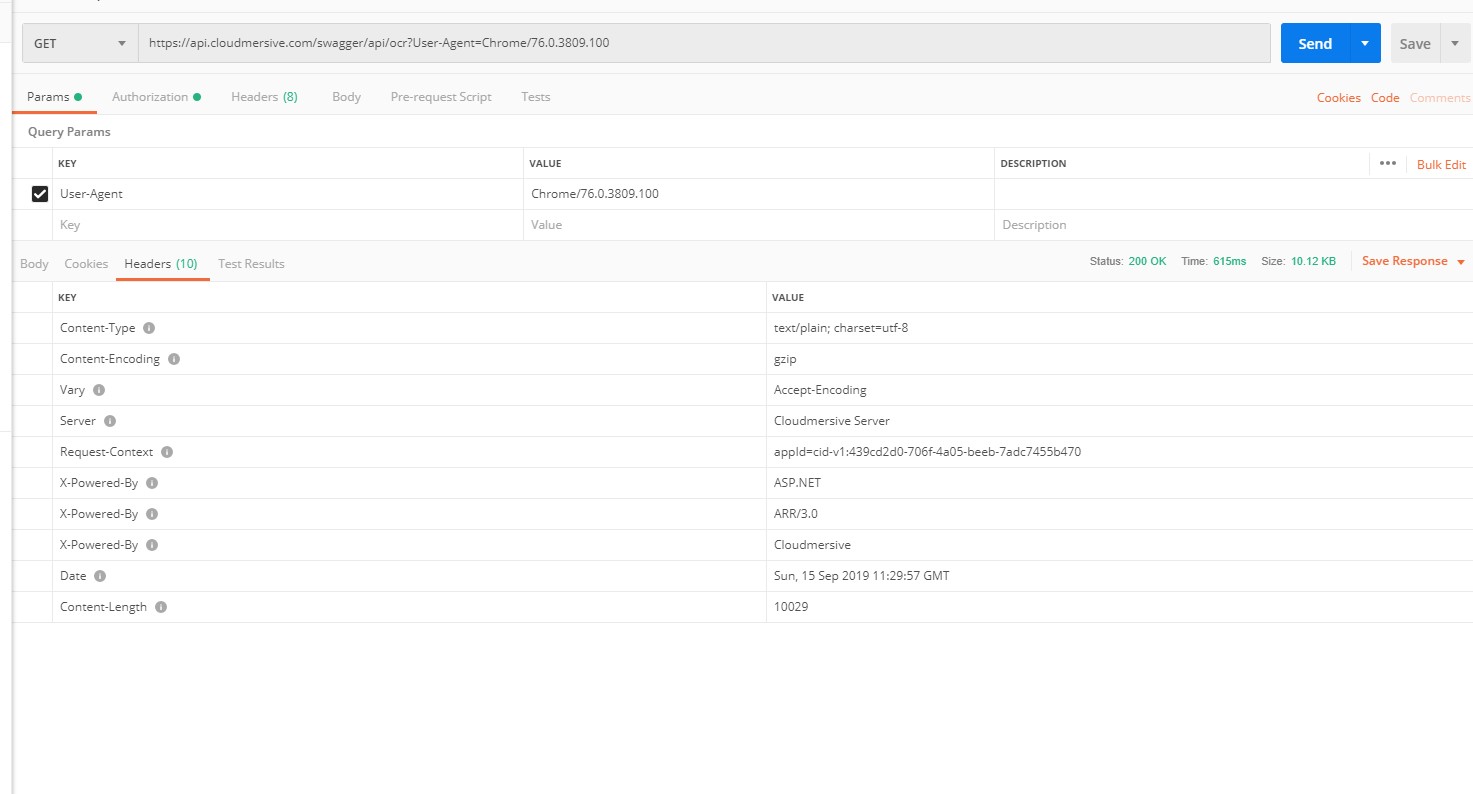 GET https://api.cloudmersive.com/swagger/api/ocr?User-Agent=Chrome/76.0.3809.100 Send Save
Params Authorization Headers (8) Body Pre-request Script Tests Cookies Code Comments
Query Params
KEY VALUE DESCRIPTION ••• Bulk Edit
User-Agent Chrome/76.0.3809.100
Key Value Description
Body Cookies Headers (10) Test Results Status: 200 OK Time: 615ms Size: 10.12 KB Save Response
KEY VALUE
Content-Type text/plain; charset=utf-8
Content-Encoding gzip
Vary Accept-Encoding
Server Cloudmersive Server
Request-Context appId=cid-v1:439cd2d0-706f-4a05-beeb-7adc7455b470
X-Powered-By ASP.NET
X-Powered-By ARR/3.0
X-Powered-By Cloudmersive
Date Sun, 15 Sep 2019 11:29:57 GMT
Content-Length 10029